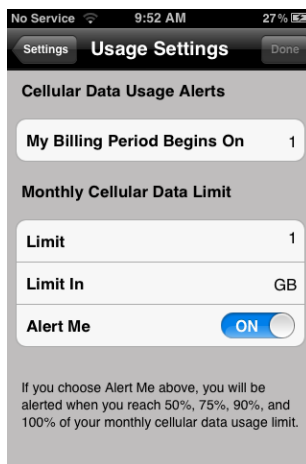 No Service 9:52 AM 27%
Settings Usage Settings Done
Cellular Data Usage Alerts
My Billing Period Begins On 1
Monthly Cellular Data Limit
Limit 1
Limit In GB
Alert Me ON
If you choose Alert Me above, you will be
alerted when you reach 50%, 75%, 90%, and
100% of your monthly cellular data usage limit.